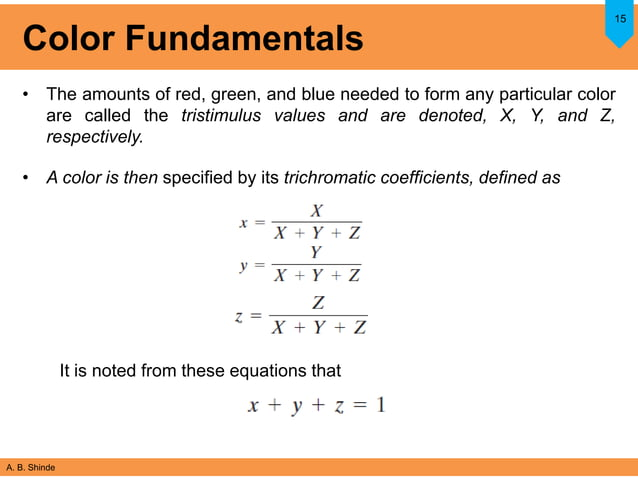 15
Color Fundamentals
• The amounts of red, green, and blue needed to form any particular color
are called the tristimulus values and are denoted, X, Y, and Z,
respectively.
• A color is then specified by its trichromatic coefficients, defined as
x = X / (X + Y + Z)
y = Y / (X + Y + Z)
z = Z / (X + Y + Z)
It is noted from these equations that
x + y + z = 1
A. B. Shinde